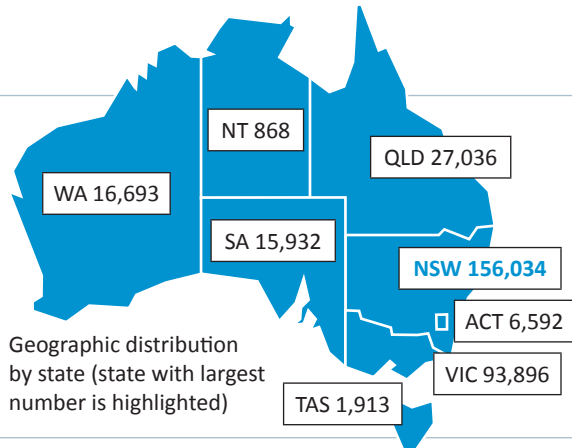 NT 868
QLD 27,036
WA 16,693
SA 15,932
NSW 156,034
ACT 6,592
Geographic distribution
by state (state with largest
number is highlighted)
VIC 93,896
TAS 1,913